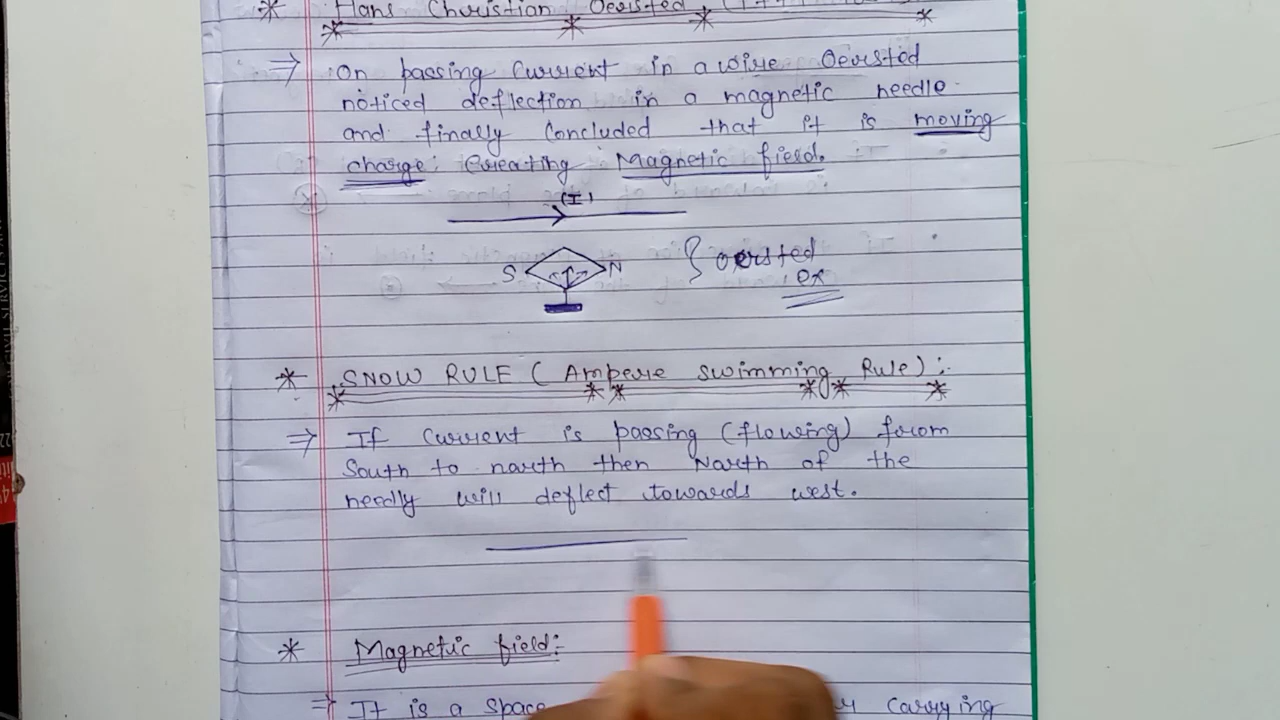 * Hans Christian Oersted
⇒ On passing current in a wire Oersted
noticed deflection in a magnetic needle
and finally concluded that it is moving
charge creating Magnetic field.
(I)
S N } oersted
ex
* SNOW RULE (Ampere swimming Rule):-
⇒ If current is passing (flowing) from
South to north then North of the
needly will deflect towards west.
* Magnetic field:-
⇒ It is a space carrying